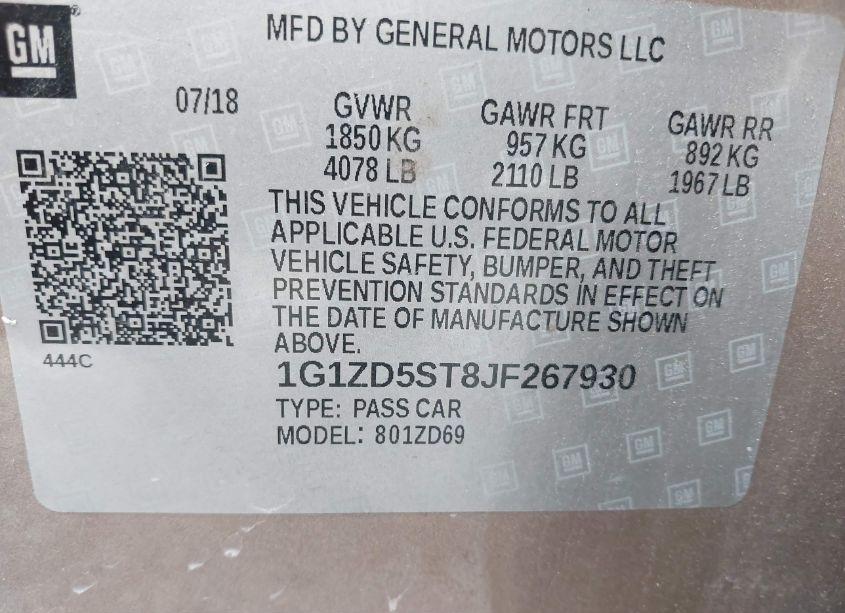 GM
MFD BY GENERAL MOTORS LLC
07/18
GVWR
1850 KG
4078 LB
GAWR FRT
957 KG
2110 LB
GAWR RR
892 KG
1967 LB
THIS VEHICLE CONFORMS TO ALL
APPLICABLE U.S. FEDERAL MOTOR
VEHICLE SAFETY, BUMPER, AND THEFT
PREVENTION STANDARDS IN EFFECT ON
THE DATE OF MANUFACTURE SHOWN
ABOVE.
444C
1G1ZD5ST8JF267930
TYPE: PASS CAR
MODEL: 801ZD69